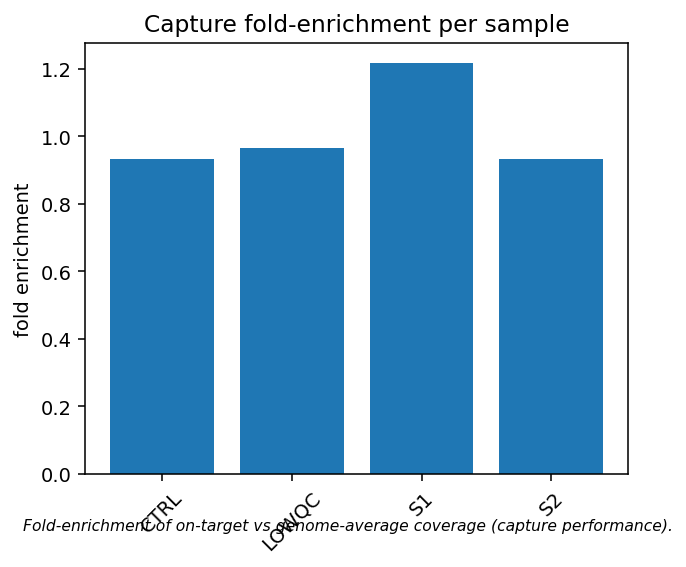 Capture fold-enrichment per sample
fold enrichment
1.2
1.0
0.8
0.6
0.4
0.2
0.0
CTRL
LOWQC
S1
S2
Fold-enrichment of on-target vs genome-average coverage (capture performance).